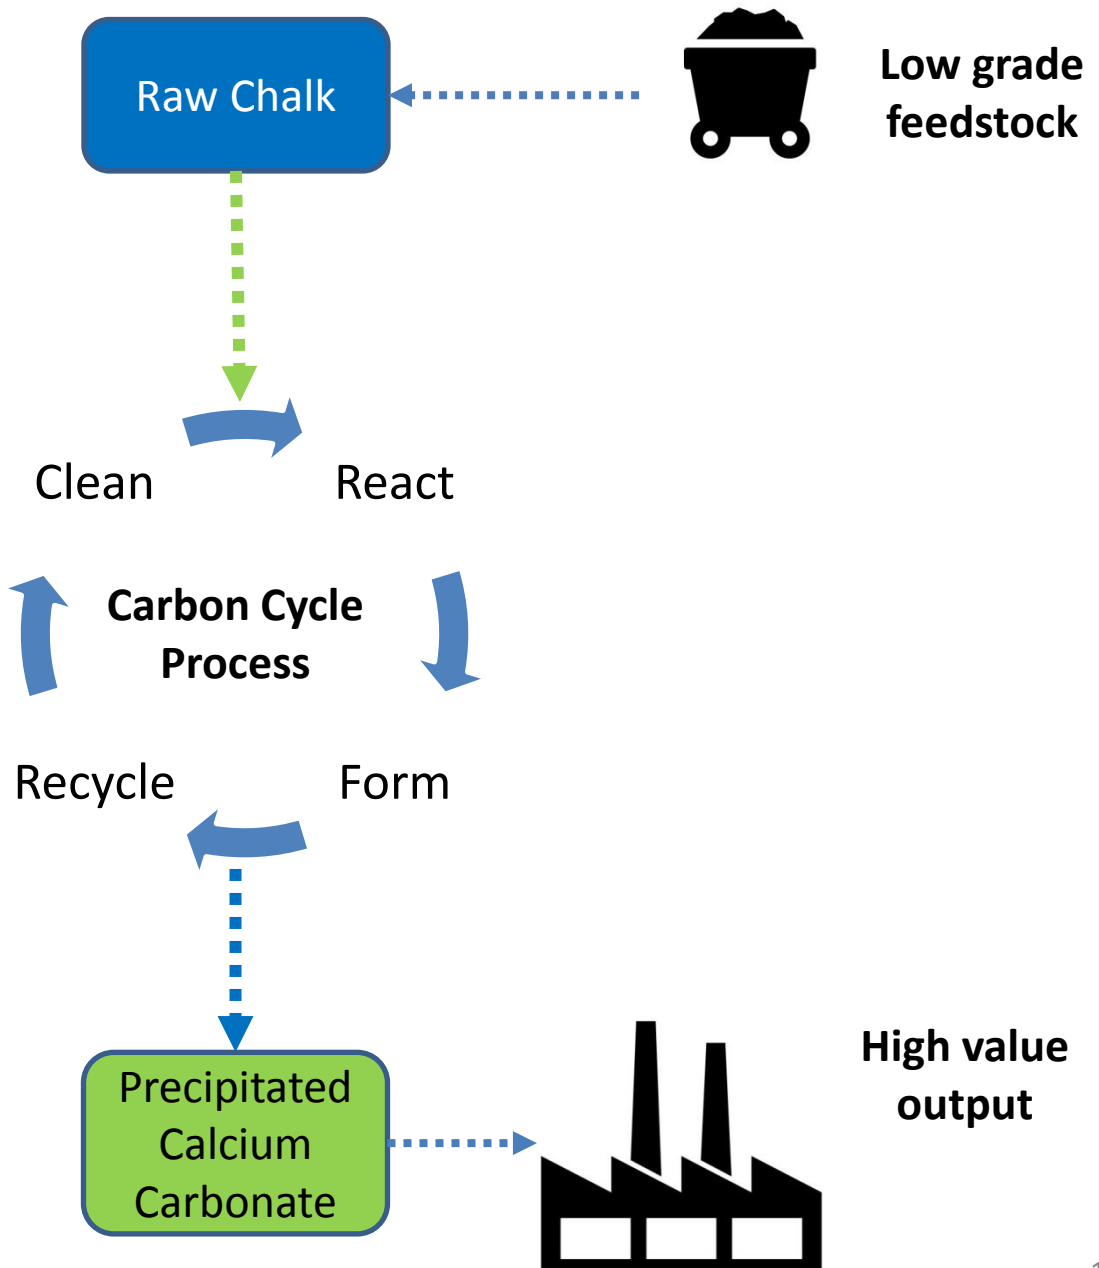 Raw Chalk
Low grade
feedstock
Clean
React
Carbon Cycle
Process
Recycle
Form
Precipitated
Calcium
Carbonate
High value
output